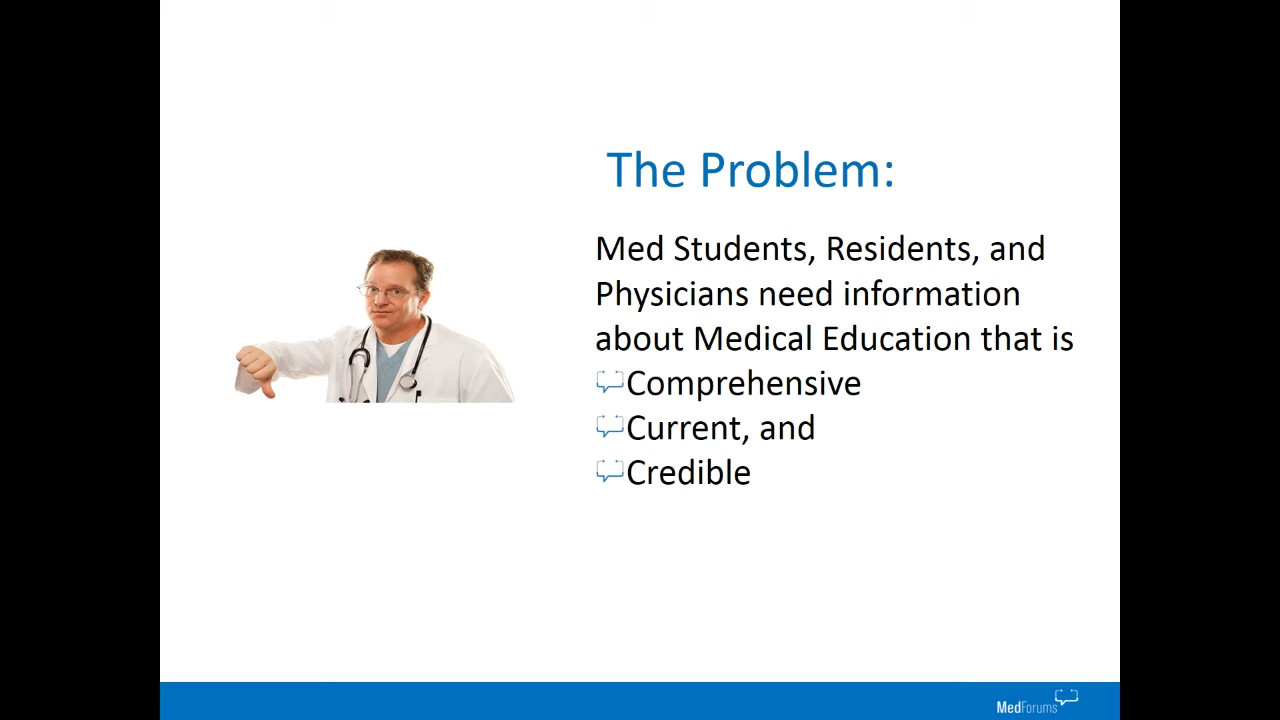 The Problem:
Med Students, Residents, and
Physicians need information
about Medical Education that is
Comprehensive
Current, and
Credible
MedForums